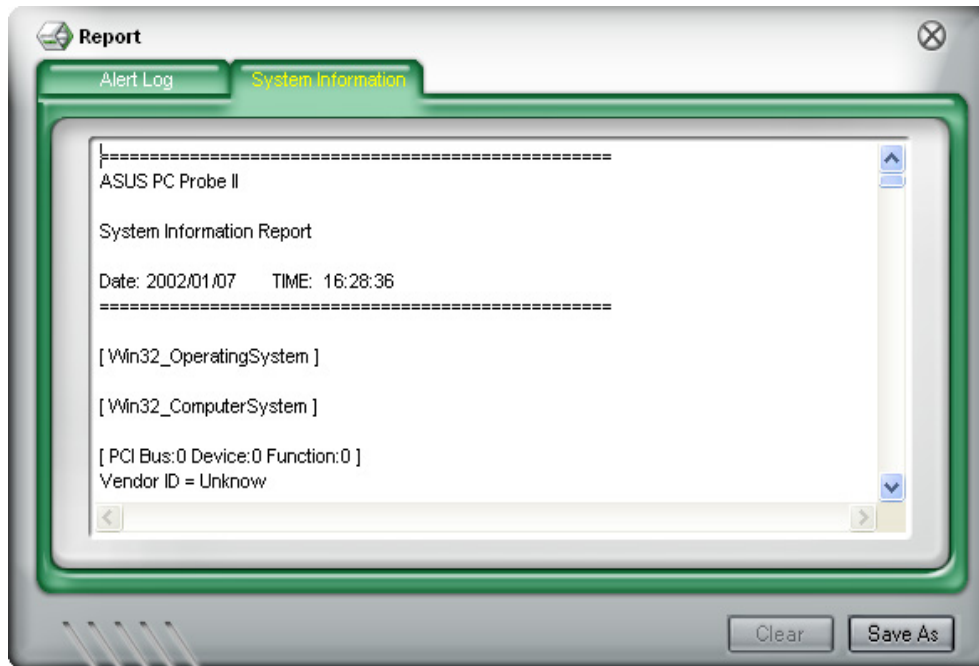 Report
Alert Log
System Information
===================================================
ASUS PC Probe II
System Information Report
Date: 2002/01/07 TIME: 16:28:36
===================================================
[ Win32_OperatingSystem ]
[ Win32_ComputerSystem ]
[ PCI Bus:0 Device:0 Function:0 ]
Vendor ID = Unknow
Clear
Save As